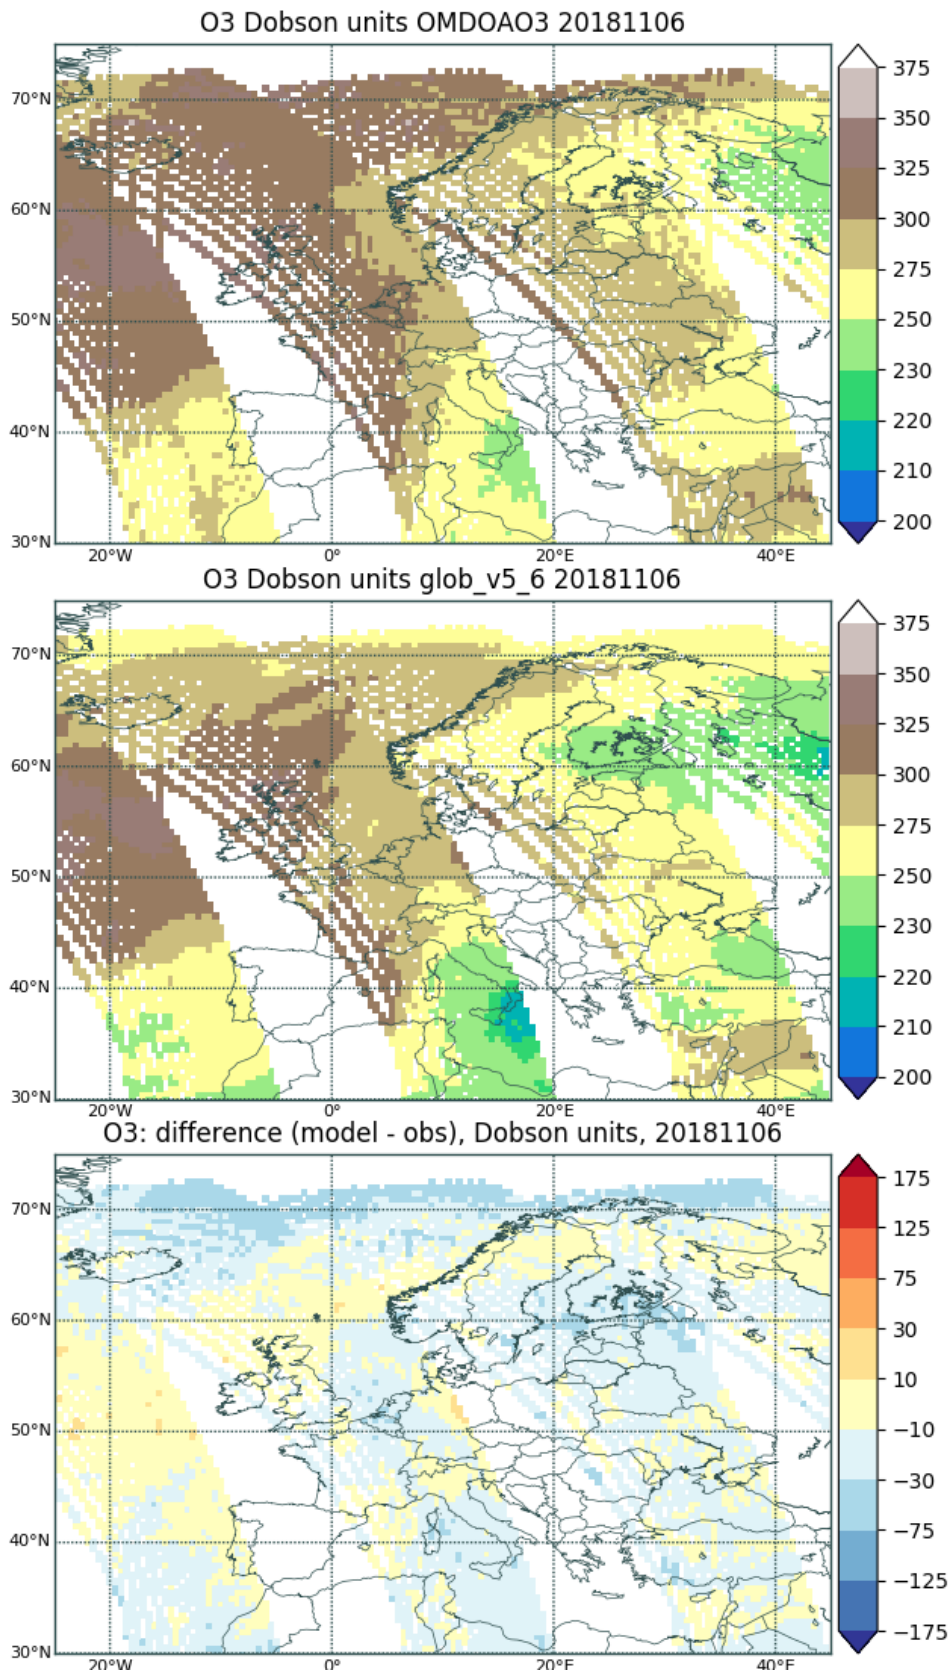 O3 Dobson units OMDOAO3 20181106
70°N
60°N
50°N
40°N
30°N
20°W
0°
20°E
40°E
375
350
325
300
275
250
230
220
210
200
O3 Dobson units glob_v5_6 20181106
70°N
60°N
50°N
40°N
30°N
20°W
0°
20°E
40°E
375
350
325
300
275
250
230
220
210
200
O3: difference (model - obs), Dobson units, 20181106
70°N
60°N
50°N
40°N
30°N
20°W
0°
20°E
40°E
175
125
75
30
10
−10
−30
−75
−125
−175